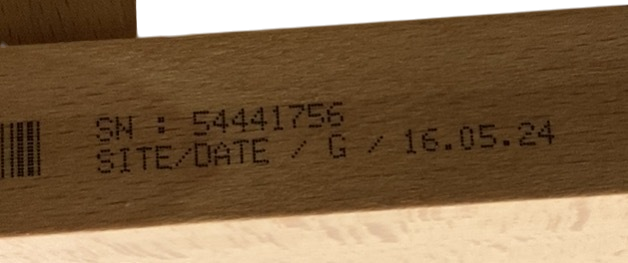 SN : 54441756
SITE/DATE / G / 16.05.24